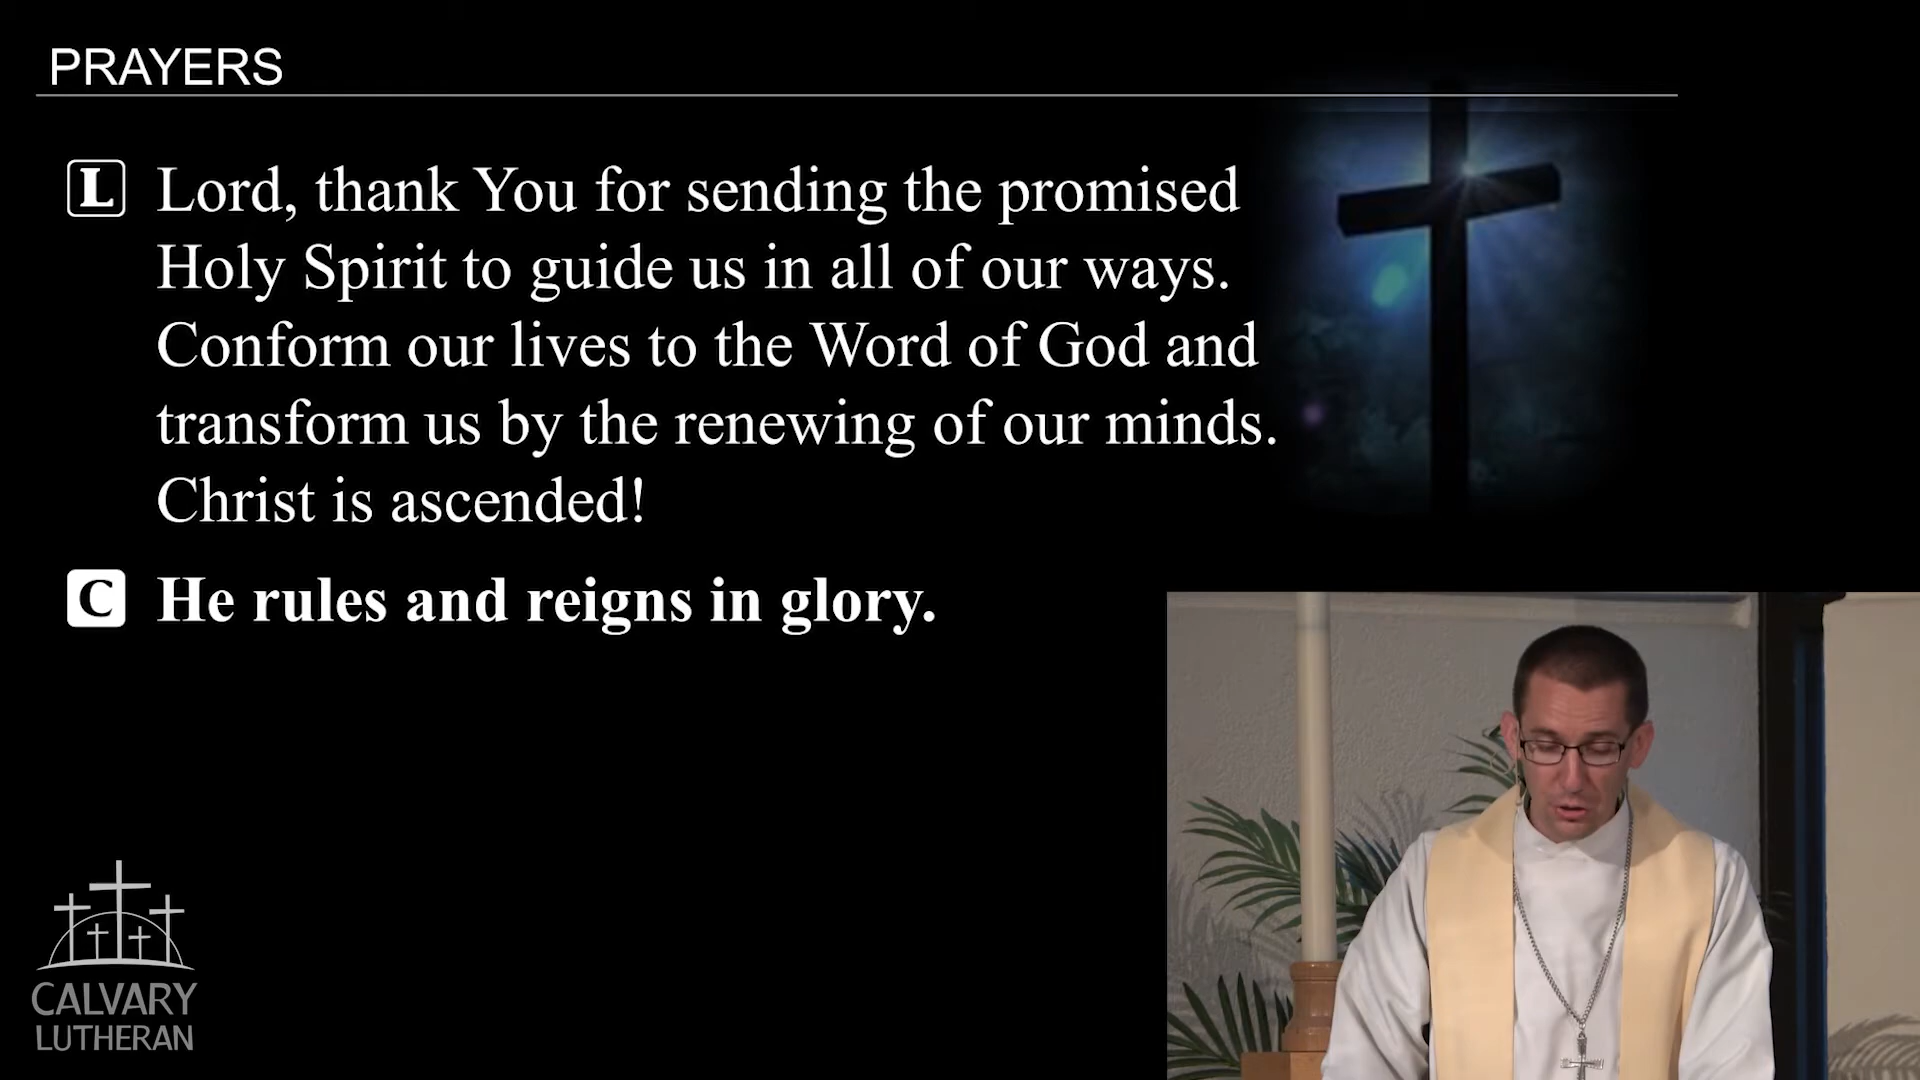 PRAYERS
L Lord, thank You for sending the promised
Holy Spirit to guide us in all of our ways.
Conform our lives to the Word of God and
transform us by the renewing of our minds.
Christ is ascended!
C He rules and reigns in glory.
CALVARY
LUTHERAN